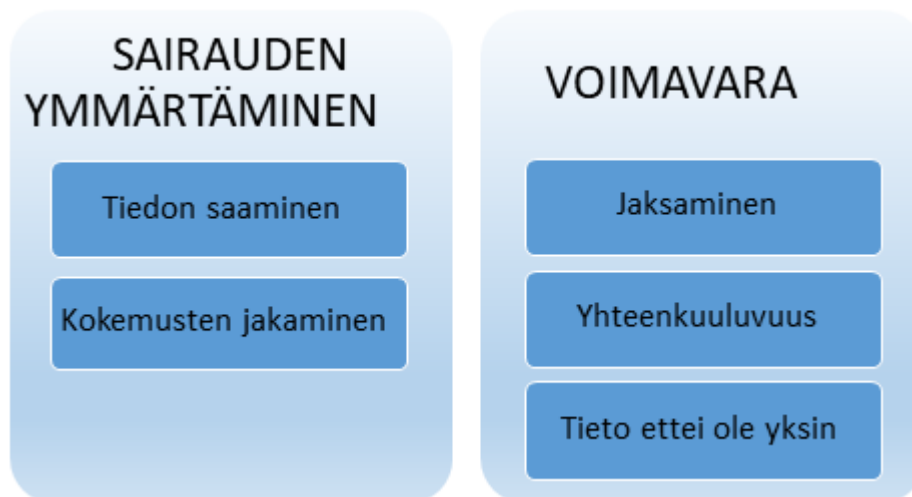 SAIRAUDEN
YMMÄRTÄMINEN
Tiedon saaminen
Kokemusten jakaminen
VOIMAVARA
Jaksaminen
Yhteenkuuluvuus
Tieto ettei ole yksin